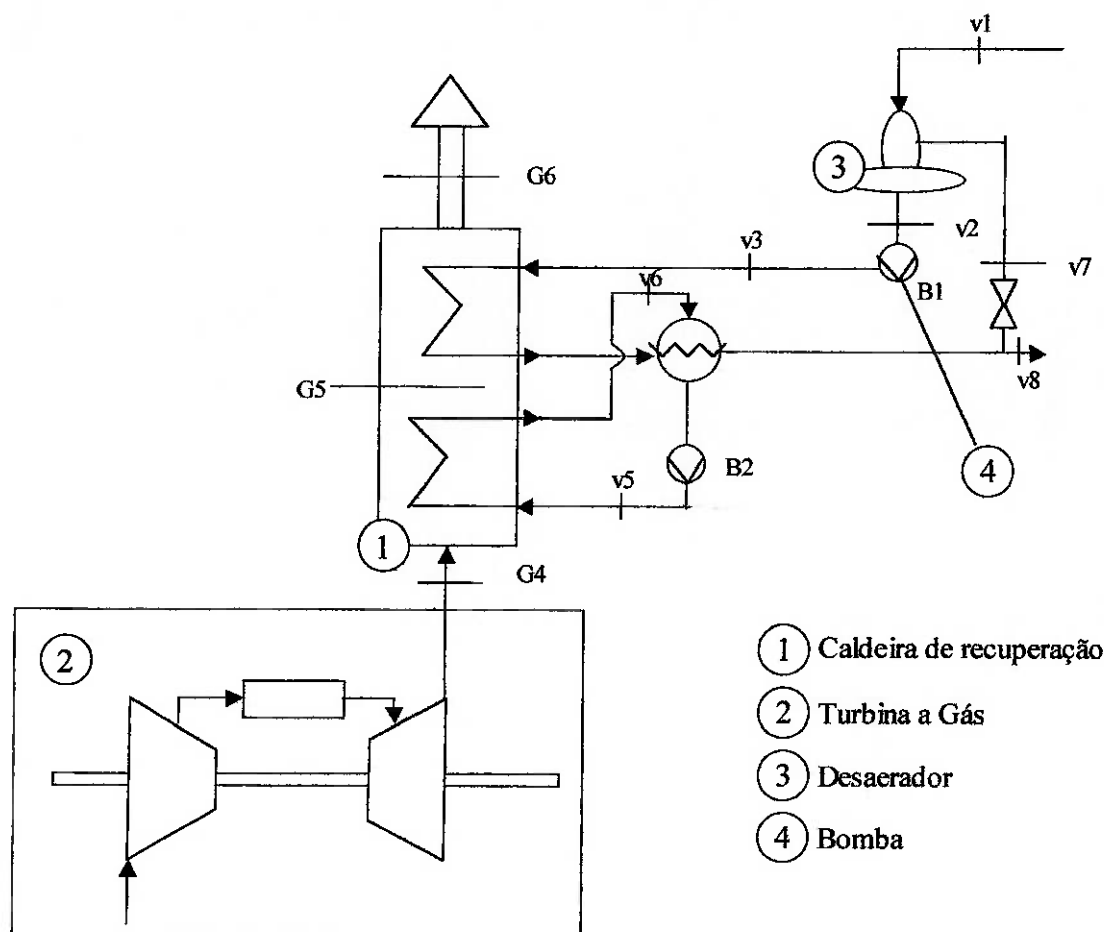 v1
3
G6
v2
v3
v7
v6
B1
G5
v8
B2
4
v5
1
G4
2
1 Caldeira de recuperação
2 Turbina a Gás
3 Desaerador
4 Bomba